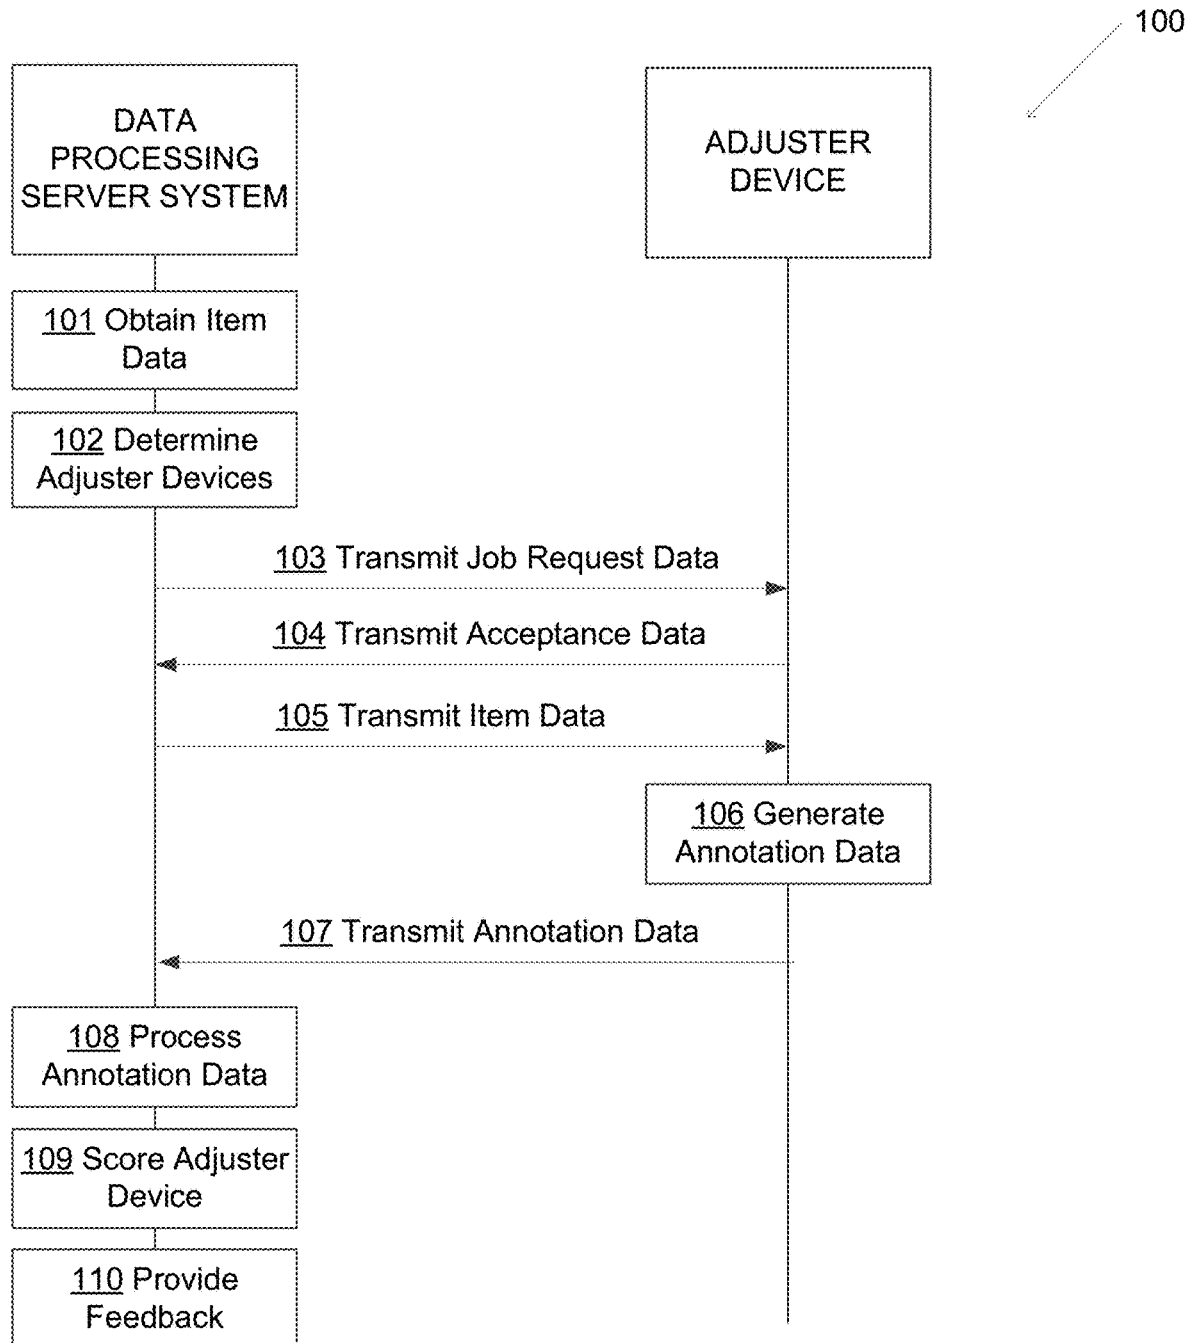 100
DATA
PROCESSING
SERVER SYSTEM
ADJUSTER
DEVICE
101 Obtain Item
Data
102 Determine
Adjuster Devices
103 Transmit Job Request Data
104 Transmit Acceptance Data
105 Transmit Item Data
106 Generate
Annotation Data
107 Transmit Annotation Data
108 Process
Annotation Data
109 Score Adjuster
Device
110 Provide
Feedback